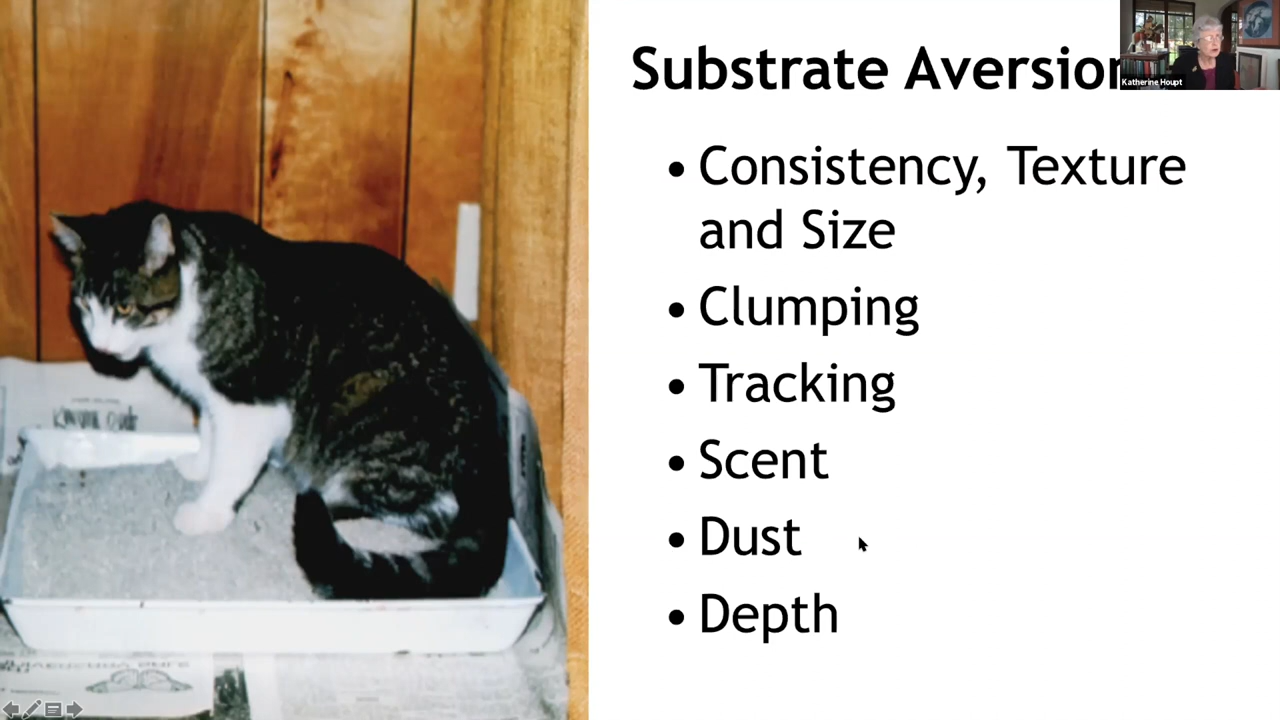 Substrate Aversion
Katherine Houpt
• Consistency, Texture
and Size
• Clumping
• Tracking
• Scent
• Dust
• Depth